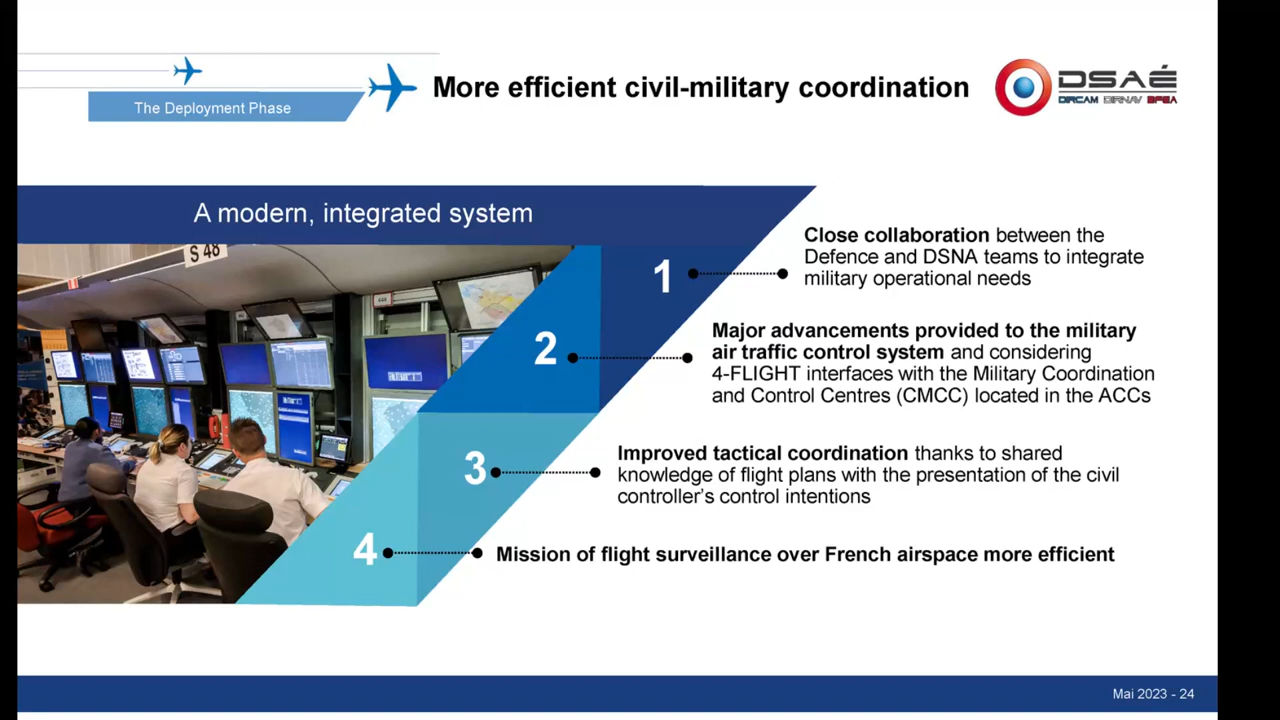 The Deployment Phase
More efficient civil-military coordination
DSAÉ
DIRCAM DIRNAV BPEA
A modern, integrated system
S 48
1
Close collaboration between the
Defence and DSNA teams to integrate
military operational needs
2
Major advancements provided to the military
air traffic control system and considering
4-FLIGHT interfaces with the Military Coordination
and Control Centres (CMCC) located in the ACCs
3
Improved tactical coordination thanks to shared
knowledge of flight plans with the presentation of the civil
controller's control intentions
4
Mission of flight surveillance over French airspace more efficient
Mai 2023 - 24